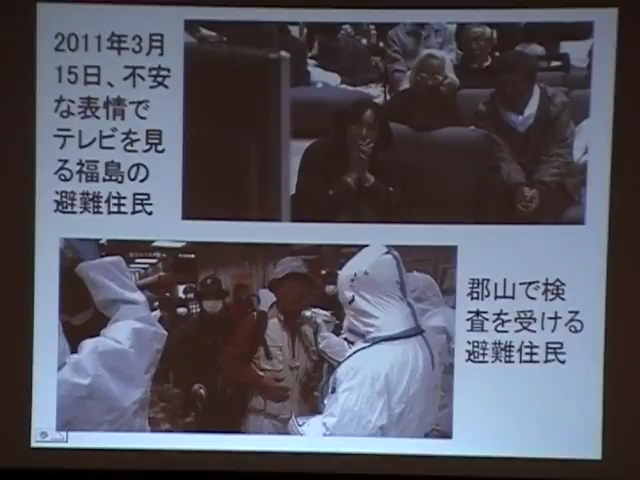 2011年3月
15日、不安
な表情で
テレビを見
る福島の
避難住民
郡山で検
査を受ける
避難住民